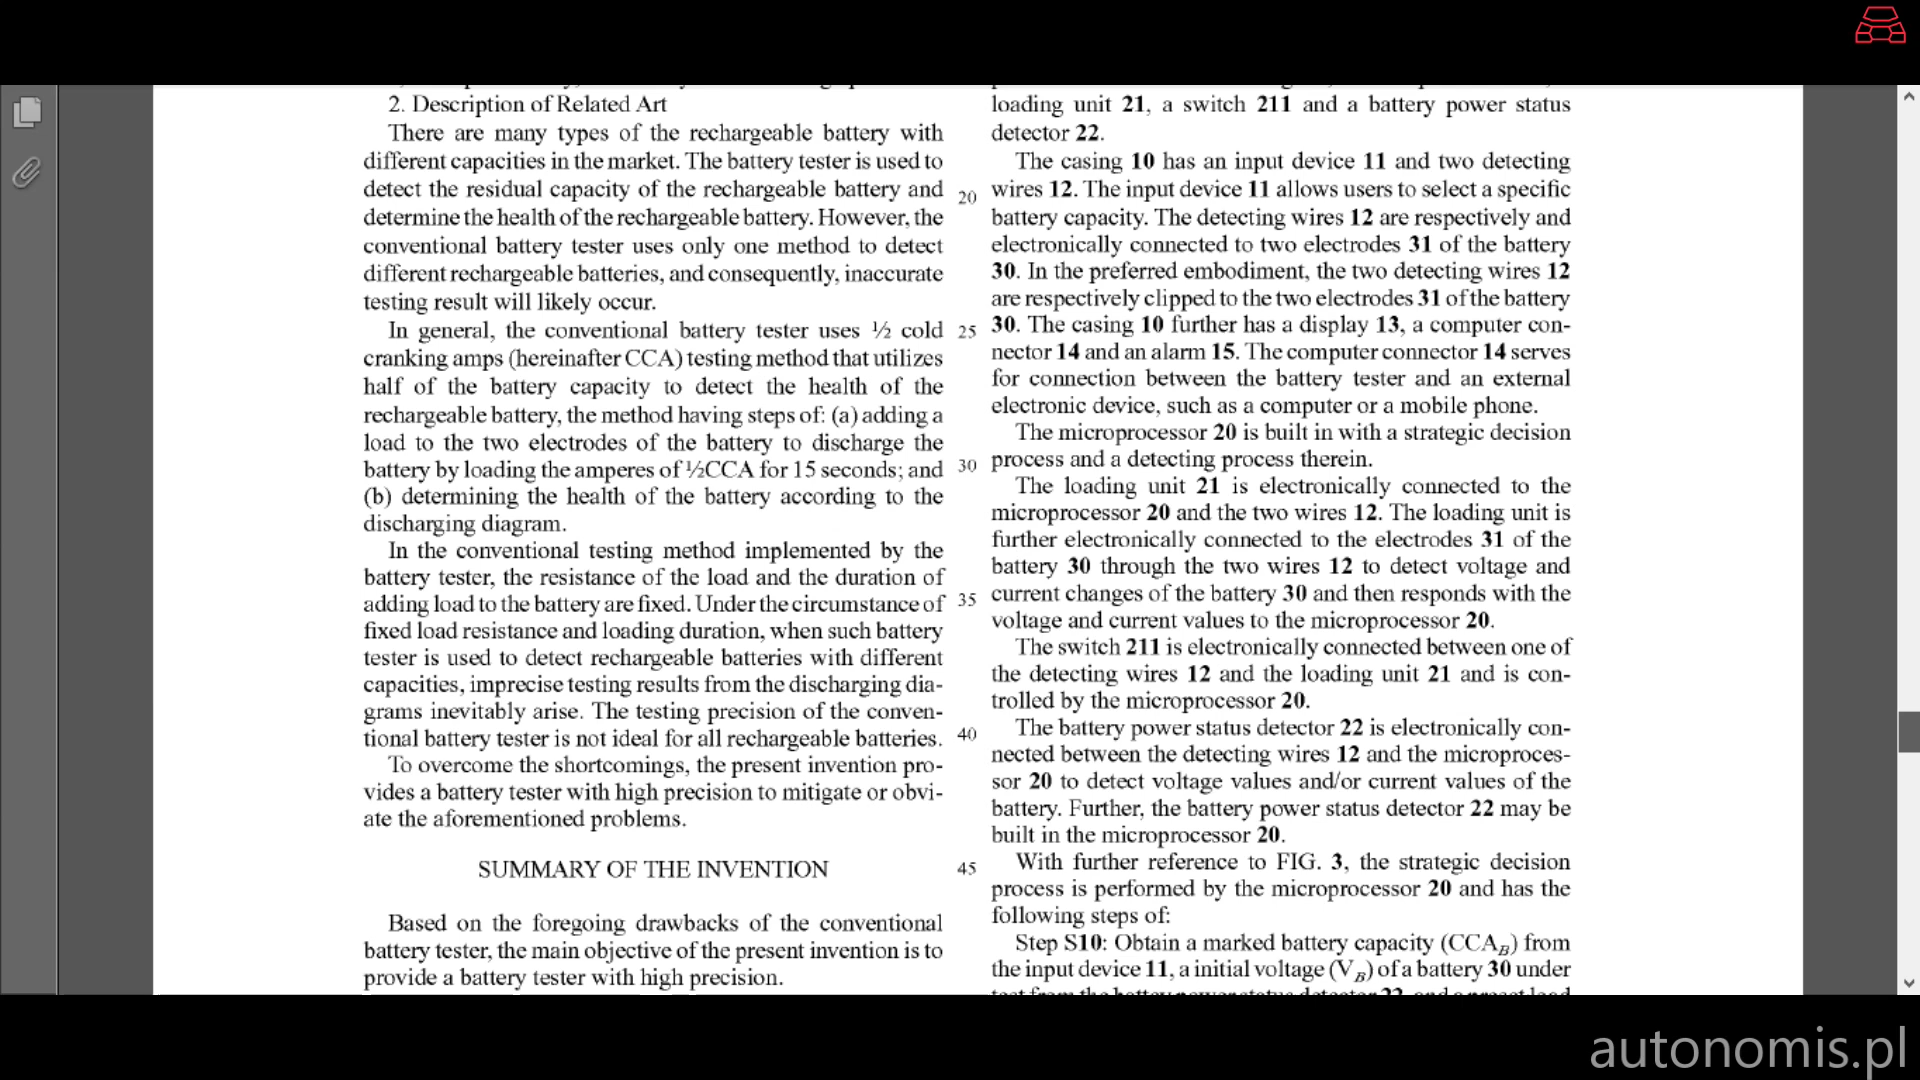 2. Description of Related Art
There are many types of the rechargeable battery with
different capacities in the market. The battery tester is used to
detect the residual capacity of the rechargeable battery and
determine the health of the rechargeable battery. However, the
conventional battery tester uses only one method to detect
different rechargeable batteries, and consequently, inaccurate
testing result will likely occur.
In general, the conventional battery tester uses ½ cold
cranking amps (hereinafter CCA) testing method that utilizes
half of the battery capacity to detect the health of the
rechargeable battery, the method having steps of: (a) adding a
load to the two electrodes of the battery to discharge the
battery by loading the amperes of ½CCA for 15 seconds; and
(b) determining the health of the battery according to the
discharging diagram.
In the conventional testing method implemented by the
battery tester, the resistance of the load and the duration of
adding load to the battery are fixed. Under the circumstance of
fixed load resistance and loading duration, when such battery
tester is used to detect rechargeable batteries with different
capacities, imprecise testing results from the discharging dia-
grams inevitably arise. The testing precision of the conven-
tional battery tester is not ideal for all rechargeable batteries.
To overcome the shortcomings, the present invention pro-
vides a battery tester with high precision to mitigate or obvi-
ate the aforementioned problems.
SUMMARY OF THE INVENTION
Based on the foregoing drawbacks of the conventional
battery tester, the main objective of the present invention is to
provide a battery tester with high precision.
20
25
30
35
40
45
loading unit 21, a switch 211 and a battery power status
detector 22.
The casing 10 has an input device 11 and two detecting
wires 12. The input device 11 allows users to select a specific
battery capacity. The detecting wires 12 are respectively and
electronically connected to two electrodes 31 of the battery
30. In the preferred embodiment, the two detecting wires 12
are respectively clipped to the two electrodes 31 of the battery
30. The casing 10 further has a display 13, a computer con-
nector 14 and an alarm 15. The computer connector 14 serves
for connection between the battery tester and an external
electronic device, such as a computer or a mobile phone.
The microprocessor 20 is built in with a strategic decision
process and a detecting process therein.
The loading unit 21 is electronically connected to the
microprocessor 20 and the two wires 12. The loading unit is
further electronically connected to the electrodes 31 of the
battery 30 through the two wires 12 to detect voltage and
current changes of the battery 30 and then responds with the
voltage and current values to the microprocessor 20.
The switch 211 is electronically connected between one of
the detecting wires 12 and the loading unit 21 and is con-
trolled by the microprocessor 20.
The battery power status detector 22 is electronically con-
nected between the detecting wires 12 and the microproces-
sor 20 to detect voltage values and/or current values of the
battery. Further, the battery power status detector 22 may be
built in the microprocessor 20.
With further reference to FIG. 3, the strategic decision
process is performed by the microprocessor 20 and has the
following steps of:
Step S10: Obtain a marked battery capacity (CCAB) from
the input device 11, a initial voltage (VB) of a battery 30 under
autonomis.pl